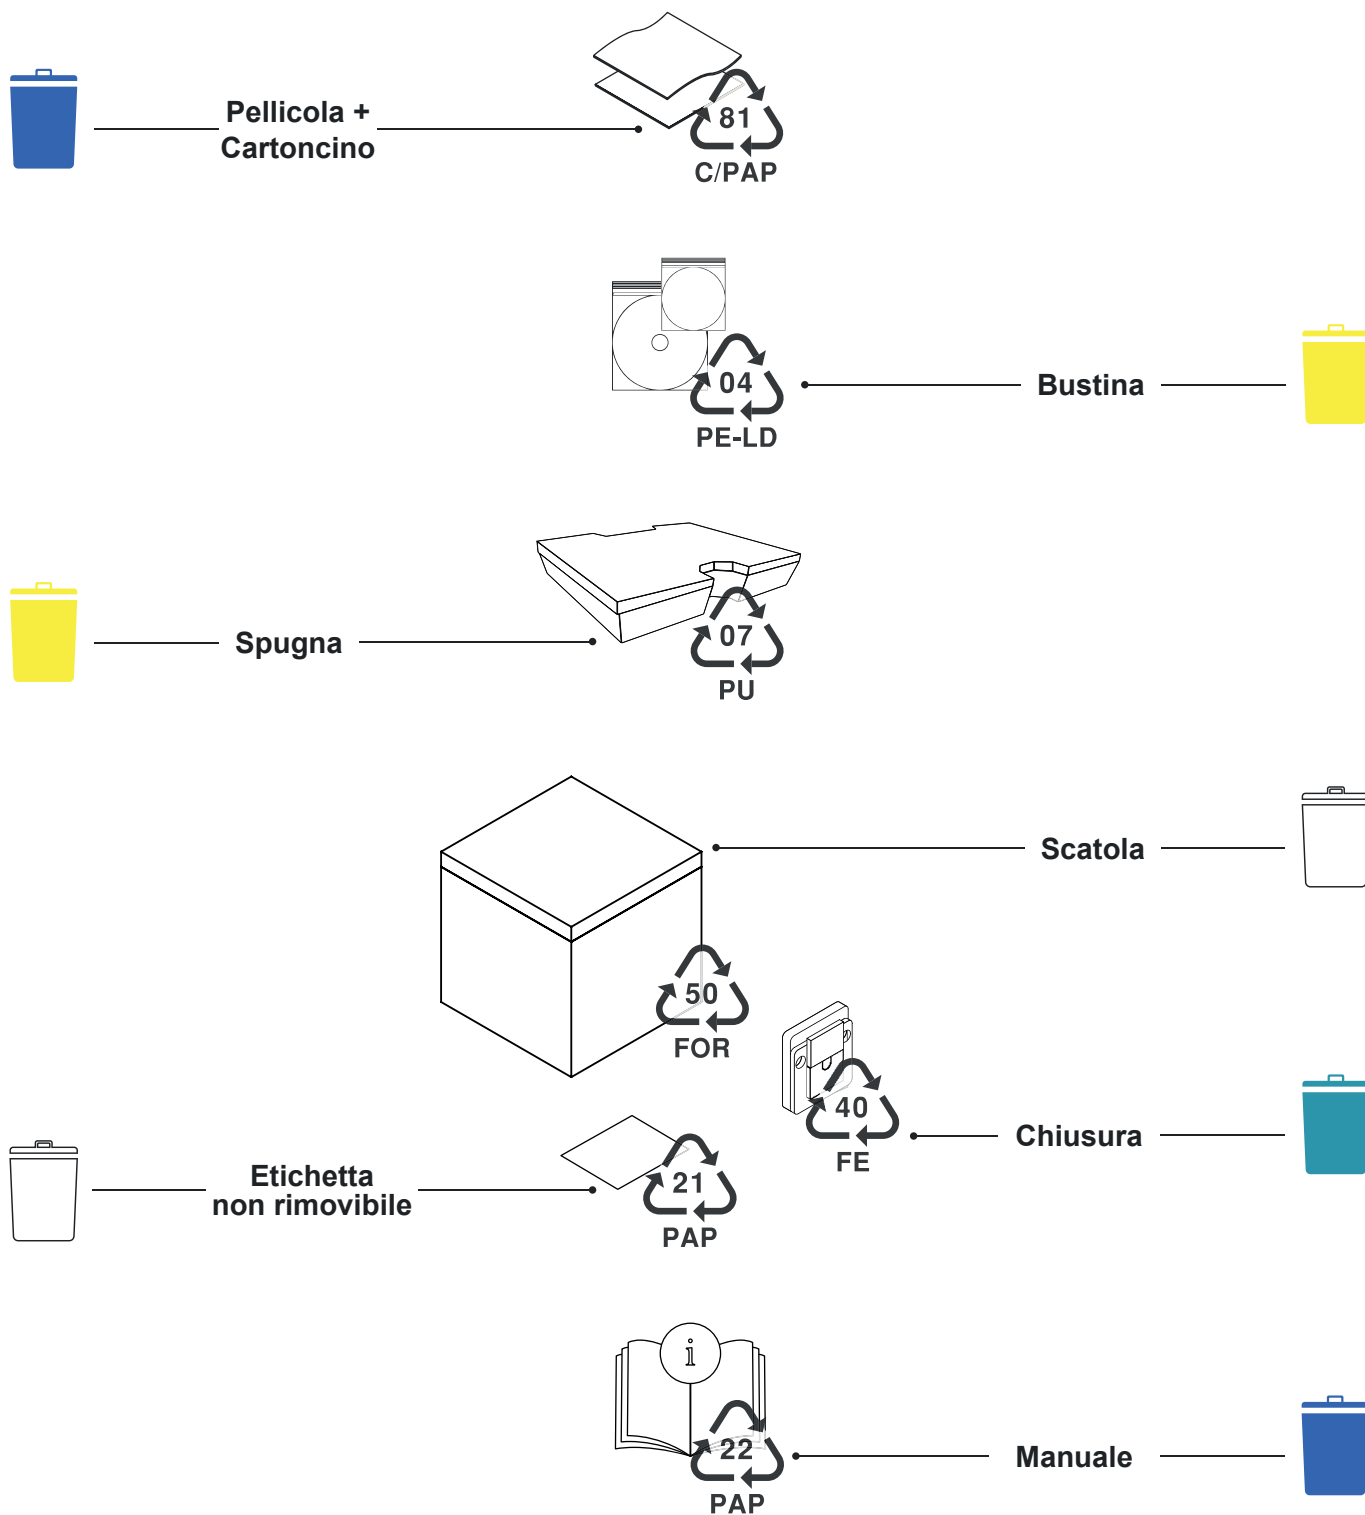 Pellicola +
Cartoncino
81
C/PAP
04
PE-LD
Bustina
Spugna
07
PU
Scatola
50
FOR
40
FE
Chiusura
Etichetta
non rimovibile
21
PAP
i
22
PAP
Manuale